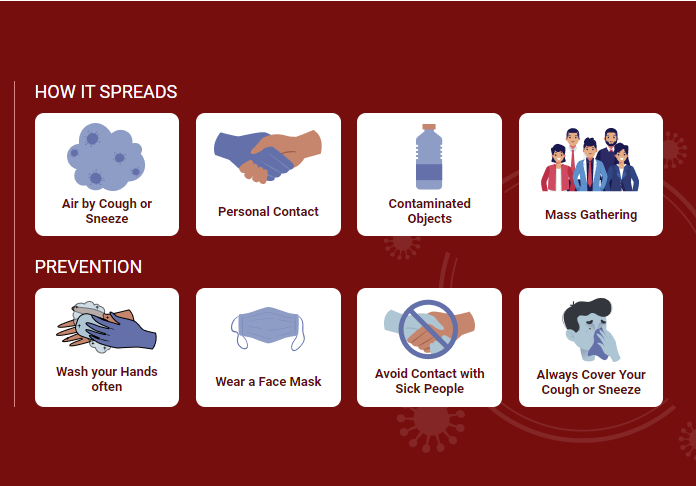 HOW IT SPREADS
Air by Cough or
Sneeze
Personal Contact
Contaminated
Objects
Mass Gathering
PREVENTION
Wash your Hands
often
Wear a Face Mask
Avoid Contact with
Sick People
Always Cover Your
Cough or Sneeze